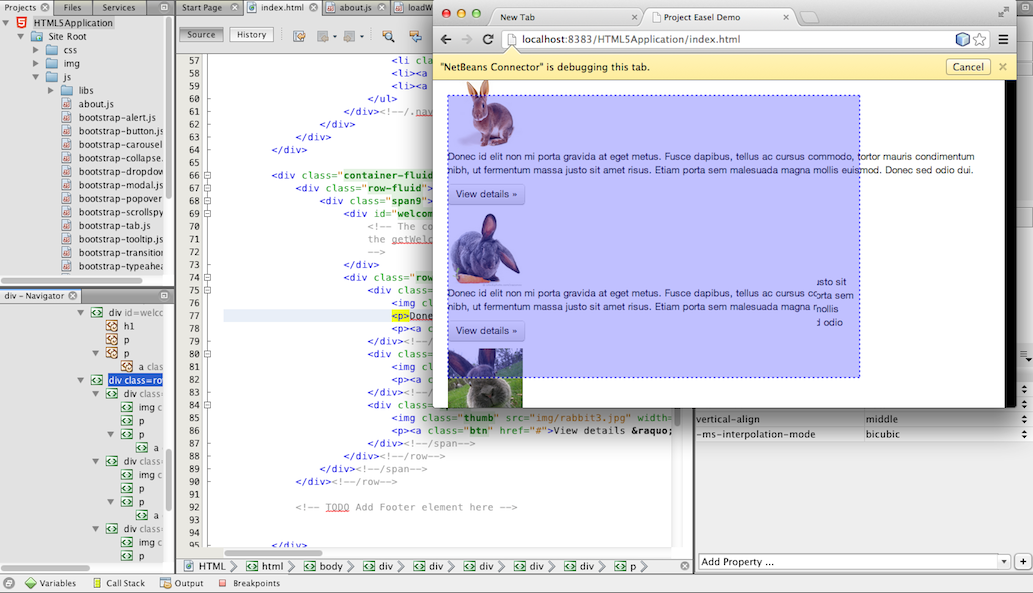 Projects
Files
Services
HTML5Application
Site Root
css
img
js
libs
about.js
bootstrap-alert.js
bootstrap-button.js
bootstrap-carousel
bootstrap-collapse.
bootstrap-dropdow
bootstrap-modal.js
bootstrap-popover
bootstrap-scrollspy
bootstrap-tab.js
bootstrap-tooltip.js
bootstrap-transition
bootstrap-typeahea
div - Navigator
div id=welco
h1
p
p
a clas
div class=ro
div class
img c
p
p
a
div class
img c
p
p
a
div class
img c
p
Start Page
index.html
about.js
loadW
Source
History
57 <li cla
58 <li><a
59 <li><a
60 </ul>
61 </div><!--/.nav
62 </div>
63 </div>
64 </div>
65
66 <div class="container-fluid
67 <div class="row-fluid">
68 <div class="span9">
69 <div id="welcom
70 <!-- The co
71 the getWelc
72 -->
73 </div>
74 <div class="row
75 <div class=
76 <img cl
77 <p>Done
78 <p><a c
79 </div><!--/
80 <div class=
81 <img cl
82 <p><a c
83 </div><!--/
84 <div class=
85 <img class="thumb" src="img/rabbit3.jpg" width=
86 <p><a class="btn" href="#">View details &raquo;
87 </div><!--/span-->
88 </div><!--/row-->
89 </div><!--/span-->
90 </div><!--/row-->
91
92 <!-- TODO Add Footer element here -->
93
94
95 </div>
HTML html body div div div div div p
New Tab
Project Easel Demo
localhost:8383/HTML5Application/index.html
"NetBeans Connector" is debugging this tab.
Cancel
Donec id elit non mi porta gravida at eget metus. Fusce dapibus, tellus ac cursus commodo, tortor mauris condimentum
nibh, ut fermentum massa justo sit amet risus. Etiam porta sem malesuada magna mollis euismod. Donec sed odio dui.
View details »
Donec id elit non mi porta gravida at eget metus. Fusce dapibus, tellus ac cursus
nibh, ut fermentum massa justo sit amet risus. Etiam porta sem malesuada magna
View details »
justo sit
porta sem
mollis
d odio
vertical-align middle
-ms-interpolation-mode bicubic
Add Property ...
Variables
Call Stack
Output
Breakpoints